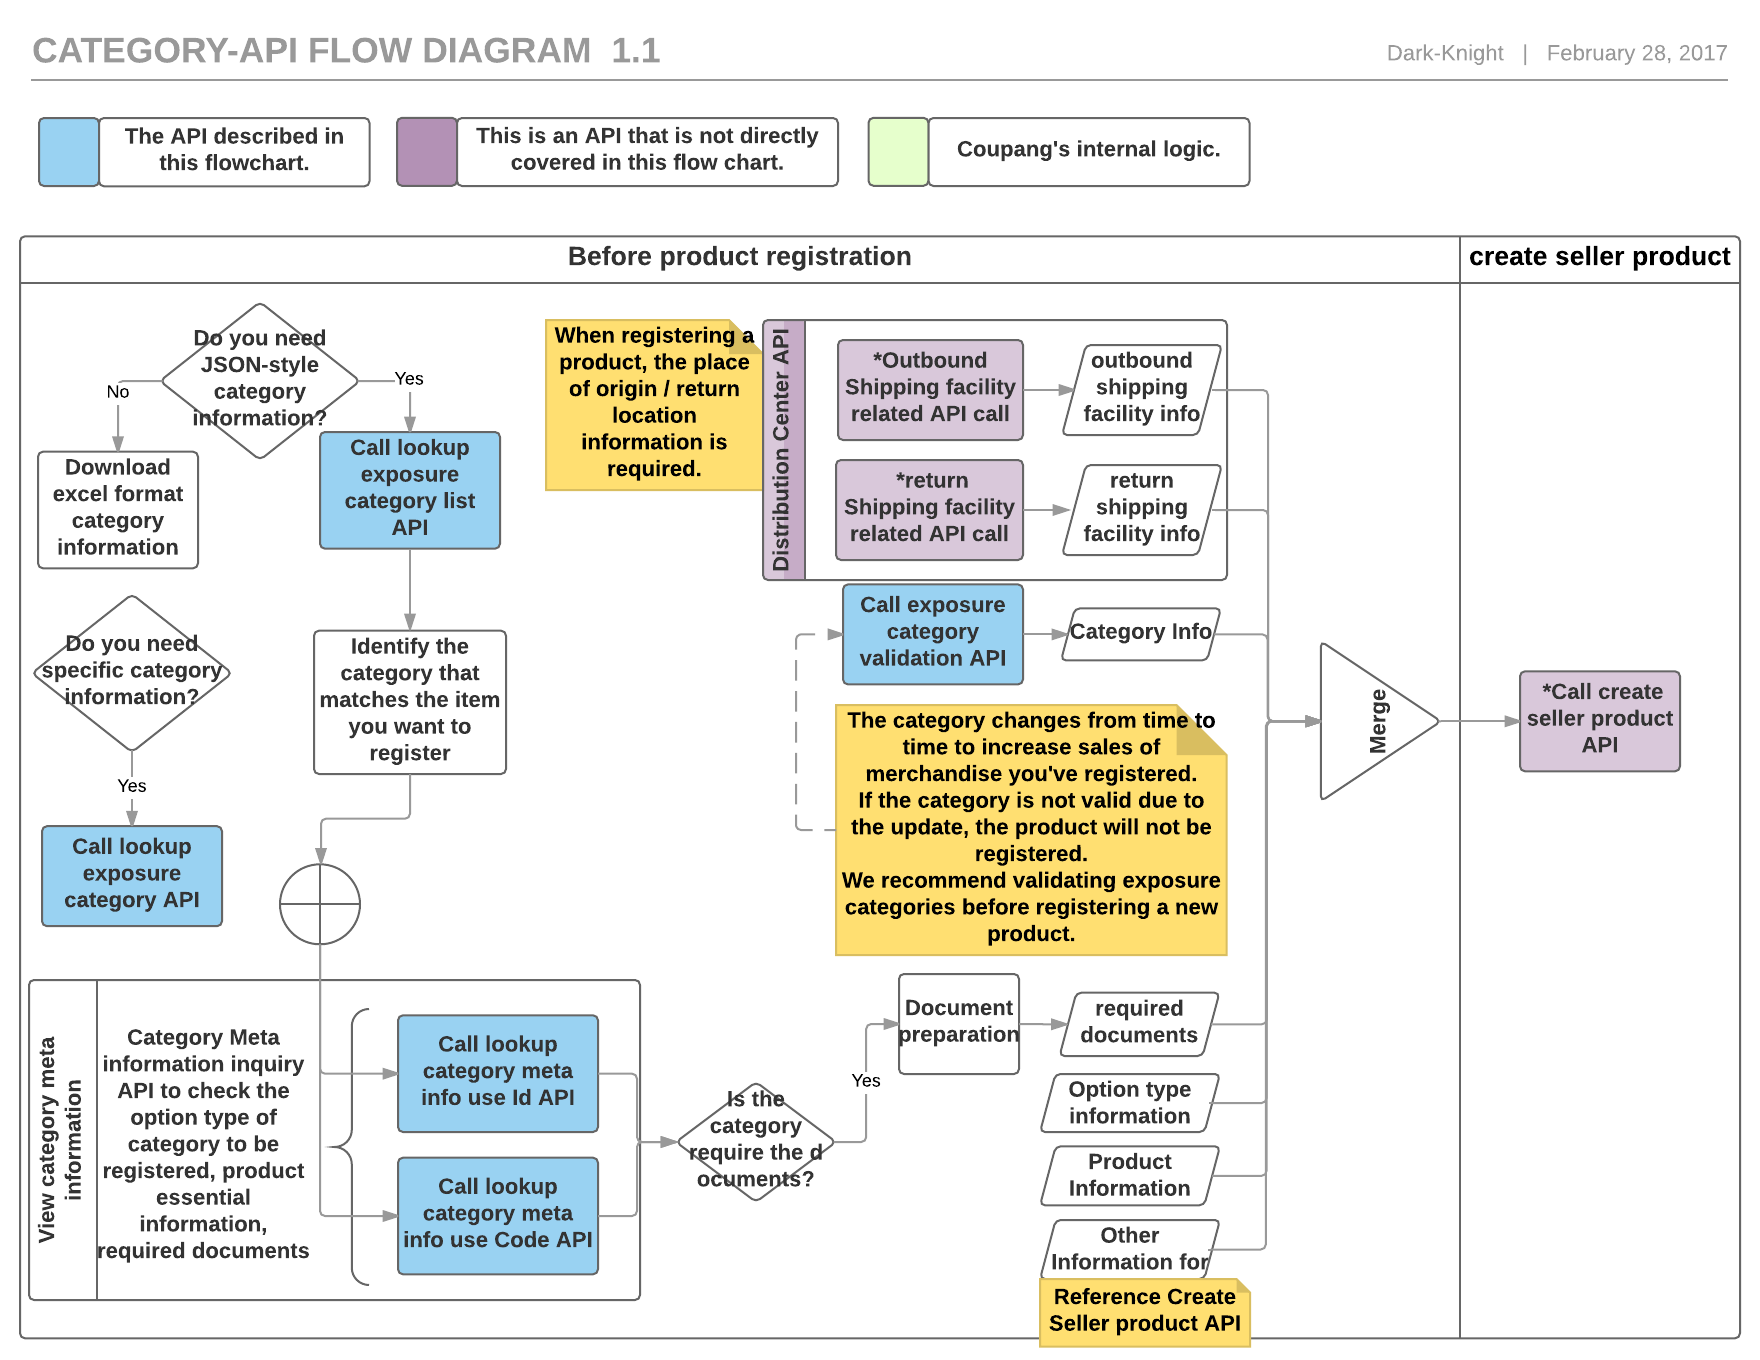 CATEGORY-API FLOW DIAGRAM 1.1
Dark-Knight | February 28, 2017
The API described in
this flowchart.
This is an API that is not directly
covered in this flow chart.
Coupang's internal logic.
Before product registration
create seller product
Do you need
JSON-style
category
information?
No
Yes
Download
excel format
category
information
Call lookup
exposure
category list
API
Do you need
specific category
information?
Yes
Call lookup
exposure
category API
Identify the
category that
matches the item
you want to
register
When registering a
product, the place
of origin / return
location
information is
required.
Distribution Center API
*Outbound
Shipping facility
related API call
outbound
shipping
facility info
*return
Shipping facility
related API call
return
shipping
facility info
Call exposure
category
validation API
Category Info
The category changes from time to
time to increase sales of
merchandise you've registered.
If the category is not valid due to
the update, the product will not be
registered.
We recommend validating exposure
categories before registering a new
product.
Merge
*Call create
seller product
API
View category meta
information
Category Meta
information inquiry
API to check the
option type of
category to be
registered, product
essential
information,
required documents
Call lookup
category meta
info use Id API
Call lookup
category meta
info use Code API
Is the
category
require the d
ocuments?
Yes
Document
preparation
required
documents
Option type
information
Product
Information
Other
Information for
Reference Create
Seller product API